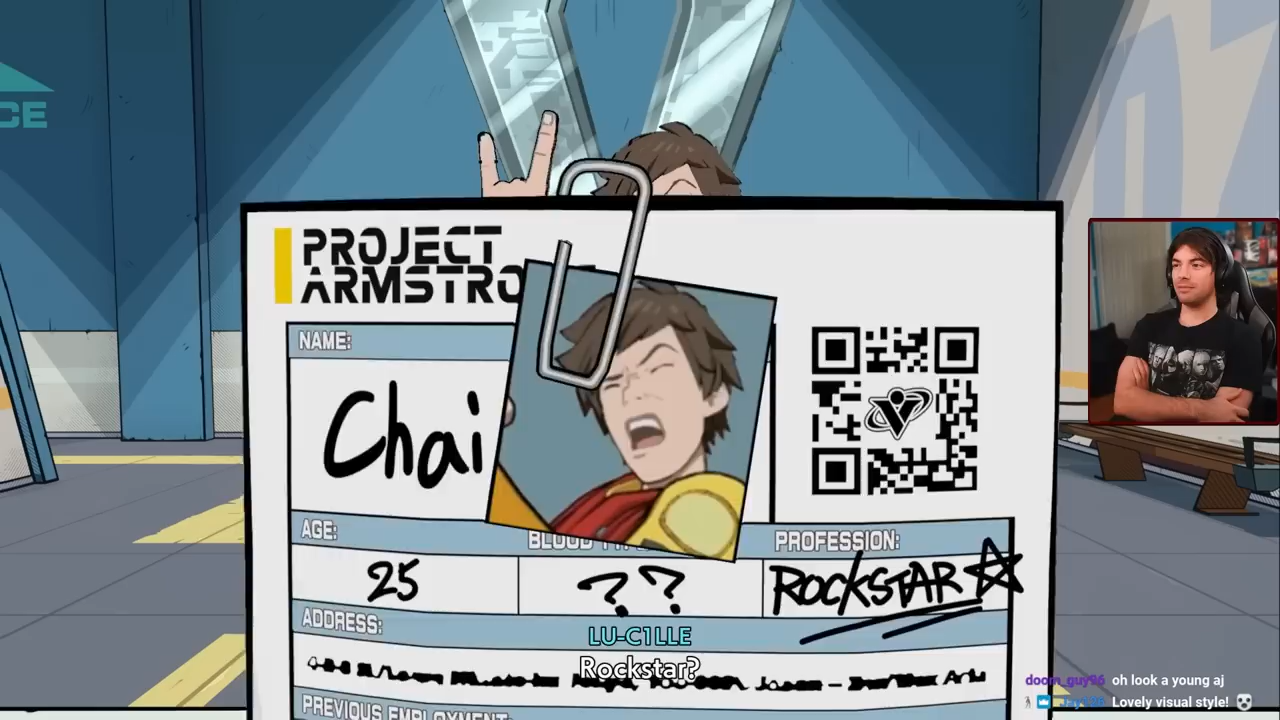 CE
PROJECT
ARMSTRO
NAME:
Chai
AGE:
BLOOD
PROFESSION:
25
??
ROCKSTAR
ADDRESS:
LU-C1LLE
Rockstar?
PREVIOUS EMPLOYMENT:
doom_guy96 oh look a young aj
Lovely visual style!